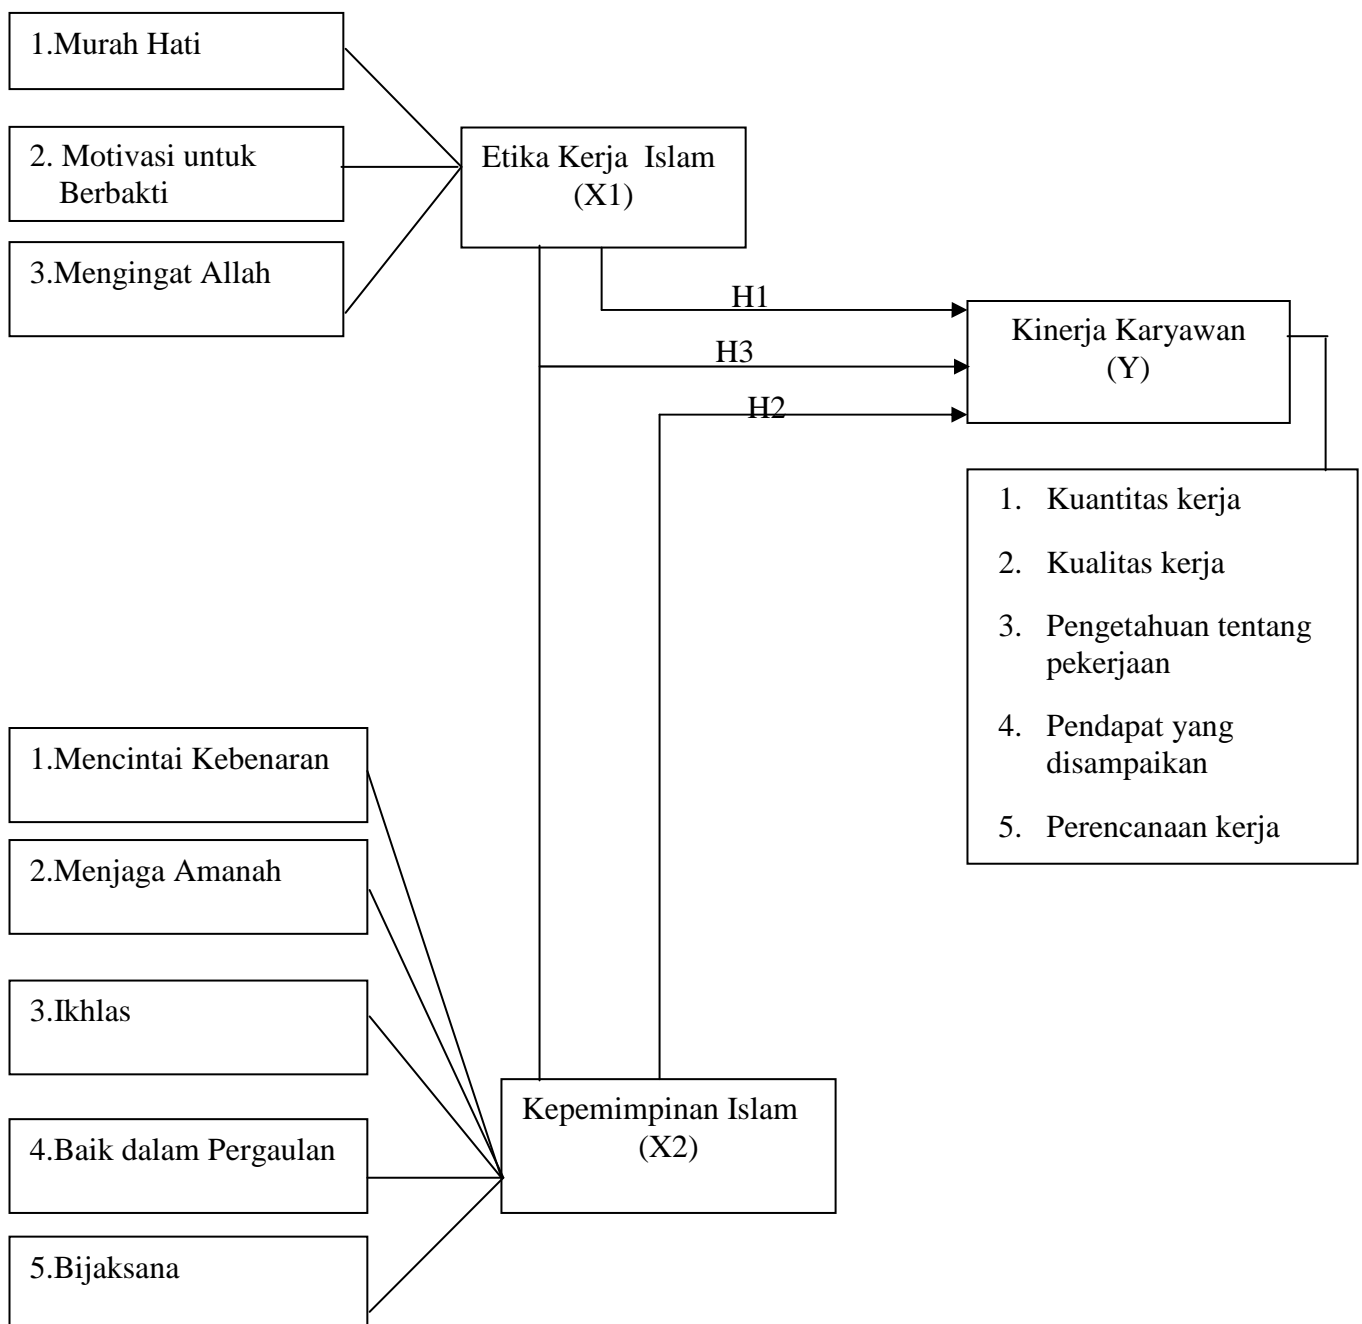 1.Murah Hati
2. Motivasi untuk
Berbakti
3.Mengingat Allah
Etika Kerja Islam
(X1)
H1
H3
H2
Kinerja Karyawan
(Y)
1. Kuantitas kerja
2. Kualitas kerja
3. Pengetahuan tentang
pekerjaan
4. Pendapat yang
disampaikan
5. Perencanaan kerja
1.Mencintai Kebenaran
2.Menjaga Amanah
3.Ikhlas
4.Baik dalam Pergaulan
5.Bijaksana
Kepemimpinan Islam
(X2)